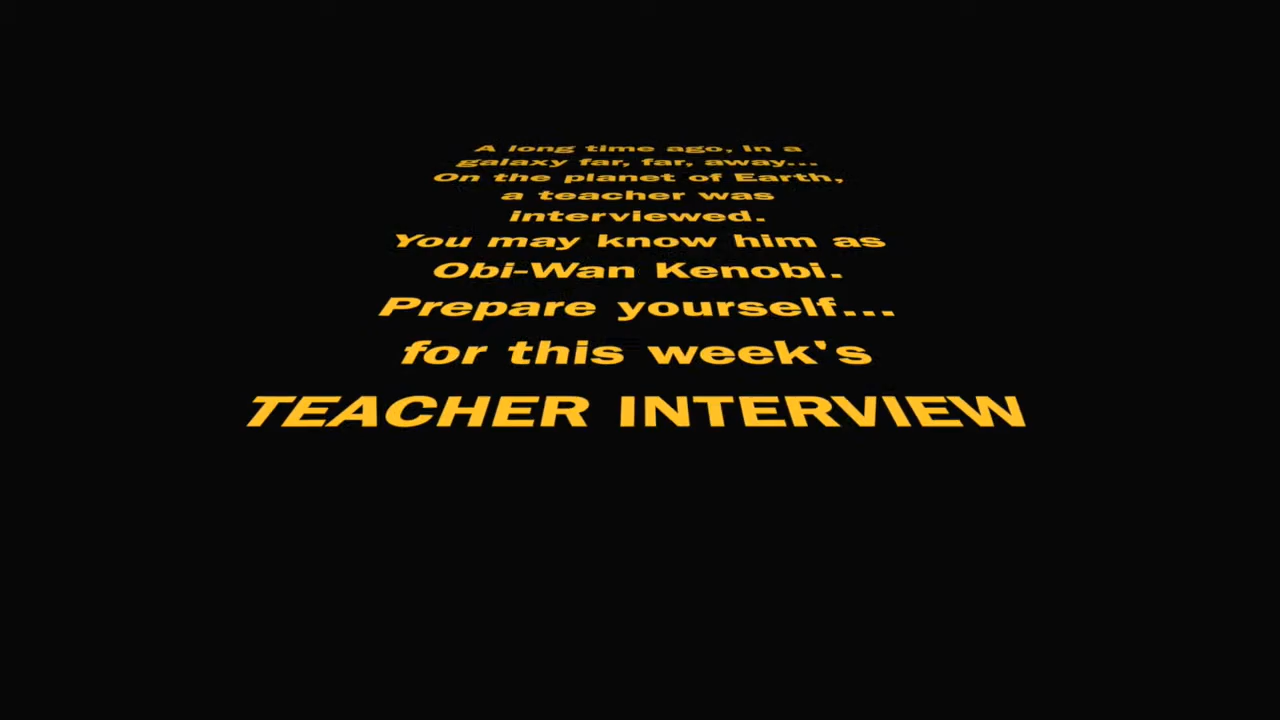 A long time ago, in a
galaxy far, far, away...
On the planet of Earth,
a teacher was
interviewed.
You may know him as
Obi-Wan Kenobi.
Prepare yourself...
for this week's
TEACHER INTERVIEW